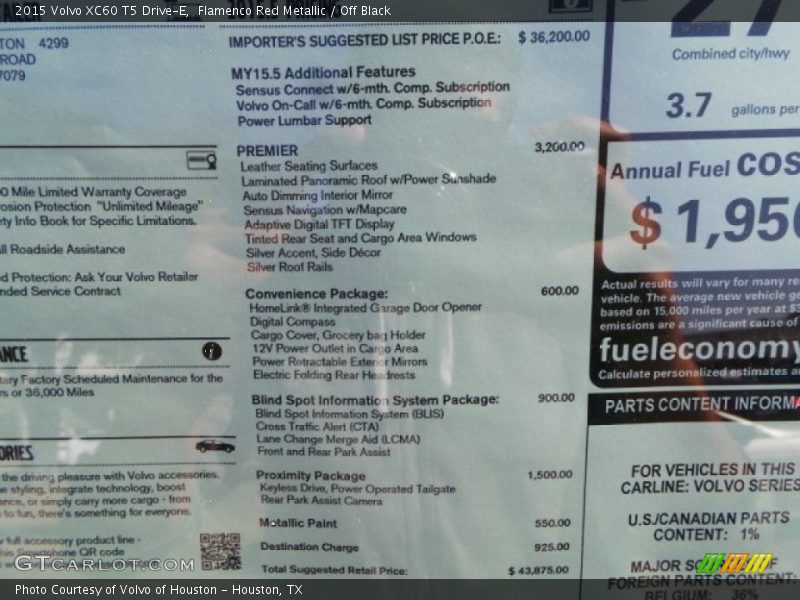 2015 Volvo XC60 T5 Drive-E, Flamenco Red Metallic / Off Black
TON 4299
ROAD
7079
0 Mile Limited Warranty Coverage
rosion Protection "Unlimited Mileage"
ty Info Book for Specific Limitations.
ll Roadside Assistance
d Protection: Ask Your Volvo Retailer
nded Service Contract
NANCE
tary Factory Scheduled Maintenance for the
rs or 36,000 Miles
ORIES
the driving pleasure with Volvo accessories.
e styling, integrate technology, boost
ance, or simply carry more cargo - from
to fun, there's something for everyone.
full accessory product line -
this Smartphone QR code
IMPORTER'S SUGGESTED LIST PRICE P.O.E: $ 36,200.00
MY15.5 Additional Features
Sensus Connect w/6-mth. Comp. Subscription
Volvo On-Call w/6-mth. Comp. Subscription
Power Lumbar Support
PREMIER 3,200.00
Leather Seating Surfaces
Laminated Panoramic Roof w/Power Sunshade
Auto Dimming Interior Mirror
Sensus Navigation w/Mapcare
Adaptive Digital TFT Display
Tinted Rear Seat and Cargo Area Windows
Silver Accent, Side Décor
Silver Roof Rails
Convenience Package: 600.00
HomeLink® Integrated Garage Door Opener
Digital Compass
Cargo Cover, Grocery bag Holder
12V Power Outlet in Cargo Area
Power Retractable Exterior Mirrors
Electric Folding Rear Headrests
Blind Spot Information System Package: 900.00
Blind Spot Information System (BLIS)
Cross Traffic Alert (CTA)
Lane Change Merge Aid (LCMA)
Front and Rear Park Assist
Proximity Package 1,500.00
Keyless Drive, Power Operated Tailgate
Rear Park Assist Camera
Metallic Paint 550.00
Destination Charge 925.00
Total Suggested Retail Price: $ 43,875.00
27
Combined city/hwy
3.7 gallons per
Annual Fuel COS
$ 1,950
Actual results will vary for many re
vehicle. The average new vehicle ge
based on 15,000 miles per year at $3
emissions are a significant cause of
fueleconomy
Calculate personalized estimates a
PARTS CONTENT INFORMA
FOR VEHICLES IN THIS
CARLINE: VOLVO SERIES
U.S./CANADIAN PARTS
CONTENT: 1%
MAJOR SOURCES OF
FOREIGN PARTS CONTENT:
BELGIUM: 36%
GTCarLot.com
Photo Courtesy of Volvo of Houston - Houston, TX